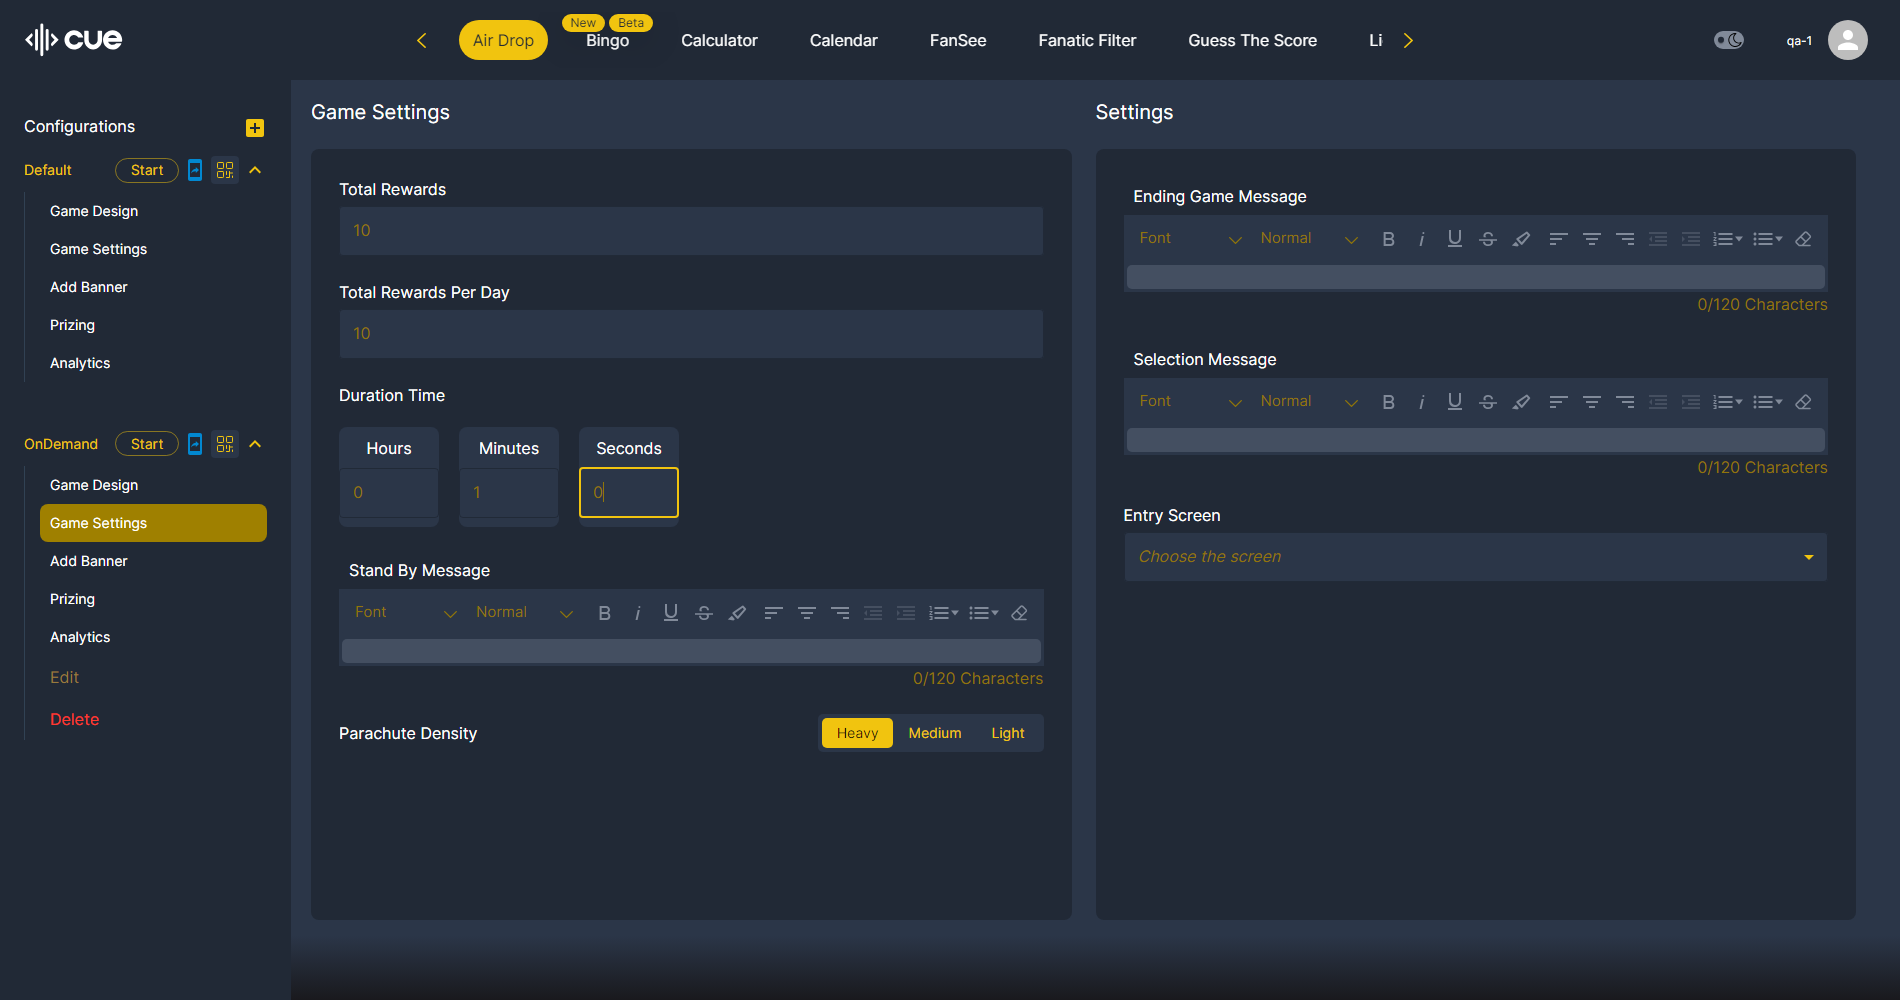 cue
Air Drop
New
Beta
Bingo
Calculator
Calendar
FanSee
Fanatic Filter
Guess The Score
Li
qa-1
Configurations
Default
Start
Game Design
Game Settings
Add Banner
Prizing
Analytics
OnDemand
Start
Game Design
Game Settings
Add Banner
Prizing
Analytics
Edit
Delete
Game Settings
Total Rewards
10
Total Rewards Per Day
10
Duration Time
Hours
Minutes
Seconds
0
1
0
Stand By Message
Font
Normal
0/120 Characters
Parachute Density
Heavy
Medium
Light
Settings
Ending Game Message
Font
Normal
0/120 Characters
Selection Message
Font
Normal
0/120 Characters
Entry Screen
Choose the screen